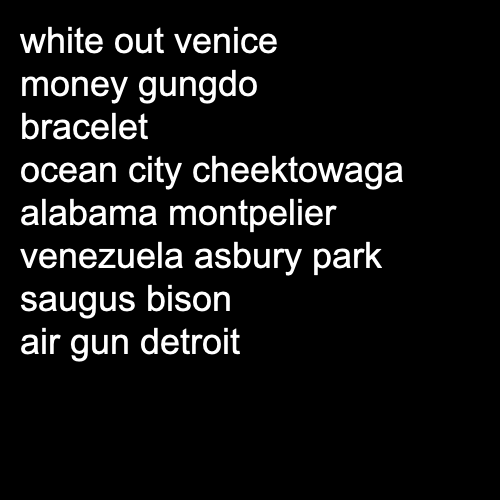 white out venice
money gungdo
bracelet
ocean city cheektowaga
alabama montpelier
venezuela asbury park
saugus bison
air gun detroit